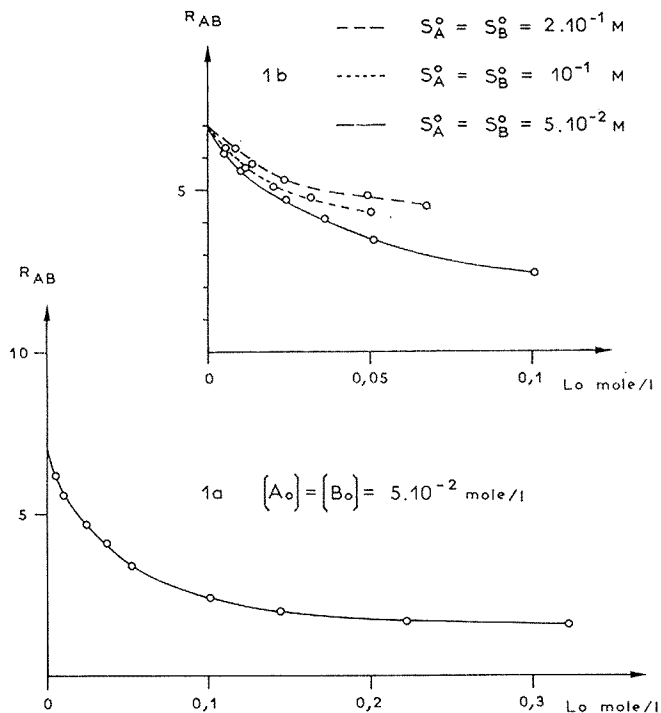 R_AB
1b
S°_A = S°_B = 2.10⁻¹ M
S°_A = S°_B = 10⁻¹ M
S°_A = S°_B = 5.10⁻² M
5
0
0,05
0,1
Lo mole/l
R_AB
10
5
1a [Ao] = [Bo] = 5.10⁻² mole/l
0
0,1
0,2
0,3
Lo mole/l